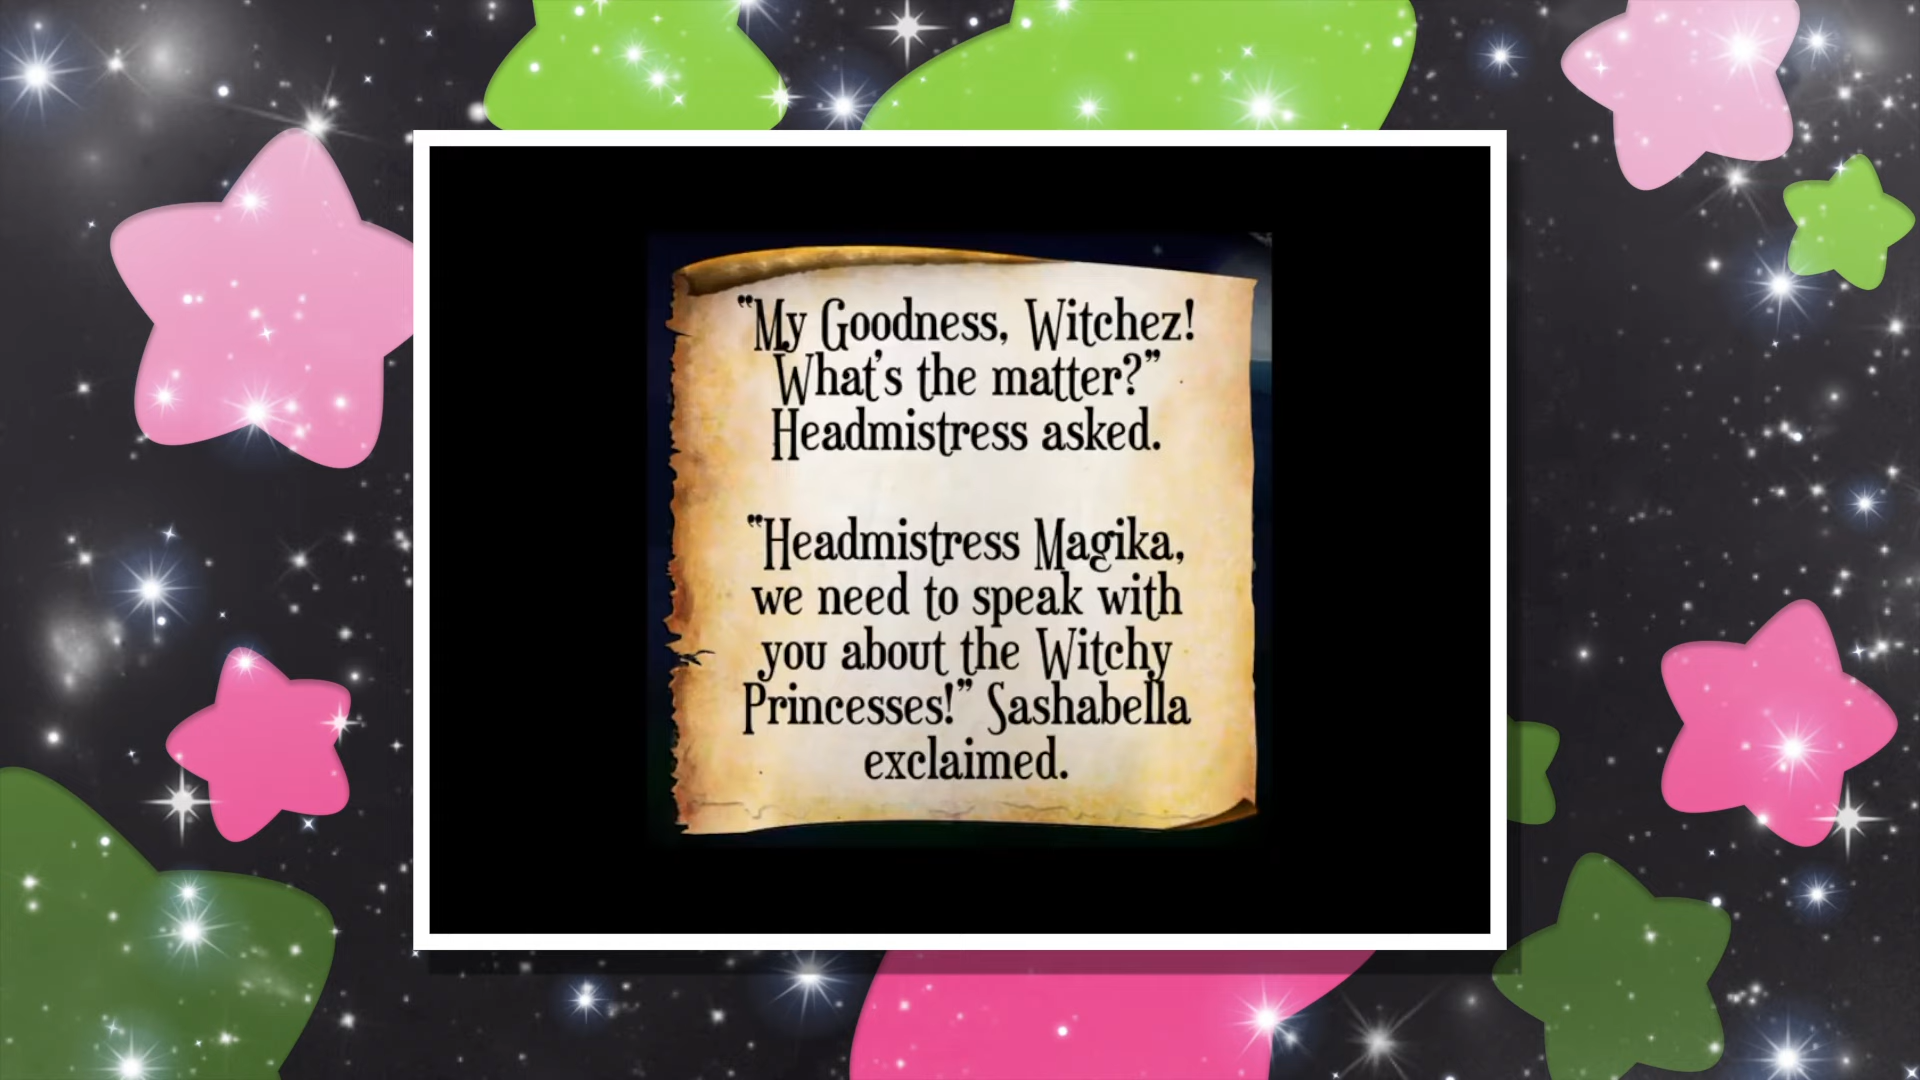 “My Goodness, Witchez!
What's the matter?”
Headmistress asked.
“Headmistress Magika,
we need to speak with
you about the Witchy
Princesses!” Sashabella
exclaimed.